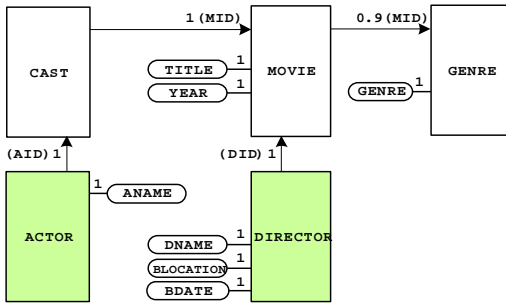 1(MID)
0.9(MID)
CAST
MOVIE
GENRE
TITLE 1
YEAR 1
GENRE 1
(AID) 1
(DID) 1
1
ANAME
ACTOR
DIRECTOR
DNAME 1
BLOCATION 1
BDATE 1